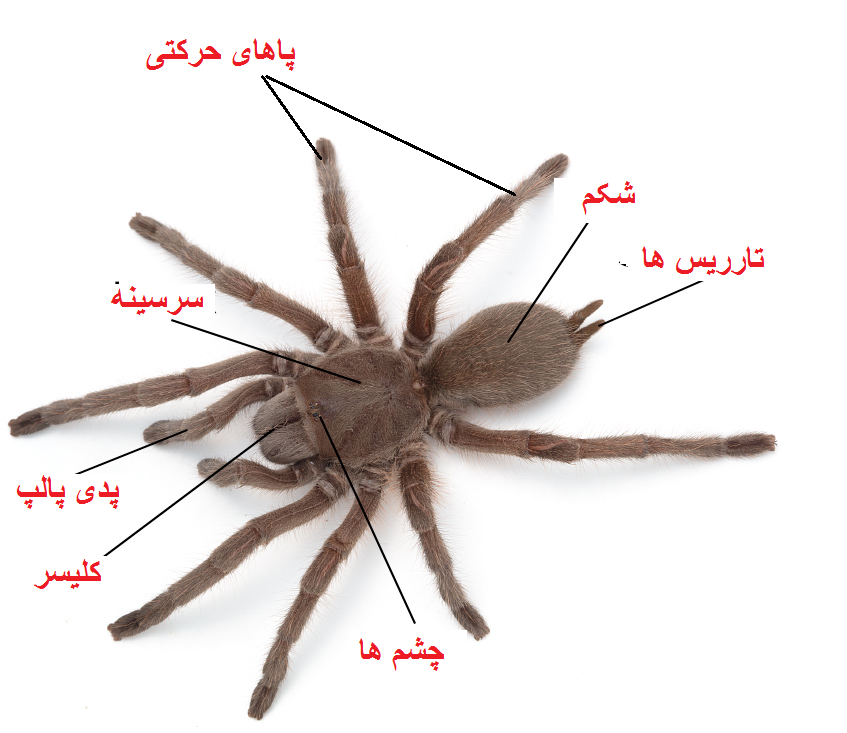 پاهای حرکتی
شکم
تارریس ها
سرسینه
پدی پالپ
کلیسر
چشم ها